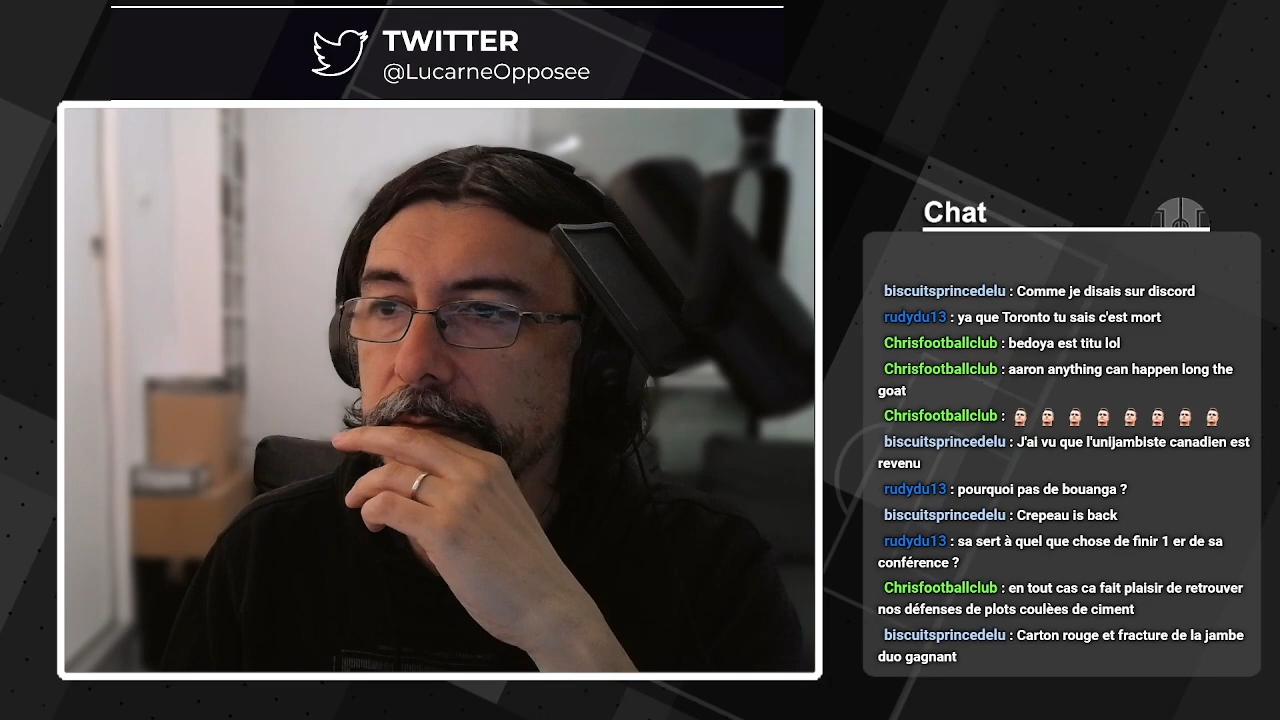 TWITTER
@LucarneOpposee
Chat
biscuitsprincedelu : Comme je disais sur discord
rudydu13 : ya que Toronto tu sais c'est mort
Chrisfootballclub : bedoya est titu lol
Chrisfootballclub : aaron anything can happen long the
goat
Chrisfootballclub :
biscuitsprincedelu : J'ai vu que l'unijambiste canadien est
revenu
rudydu13 : pourquoi pas de bouanga ?
biscuitsprincedelu : Crepeau is back
rudydu13 : sa sert à quel que chose de finir 1 er de sa
conférence ?
Chrisfootballclub : en tout cas ca fait plaisir de retrouver
nos défenses de plots coulèes de ciment
biscuitsprincedelu : Carton rouge et fracture de la jambe
duo gagnant